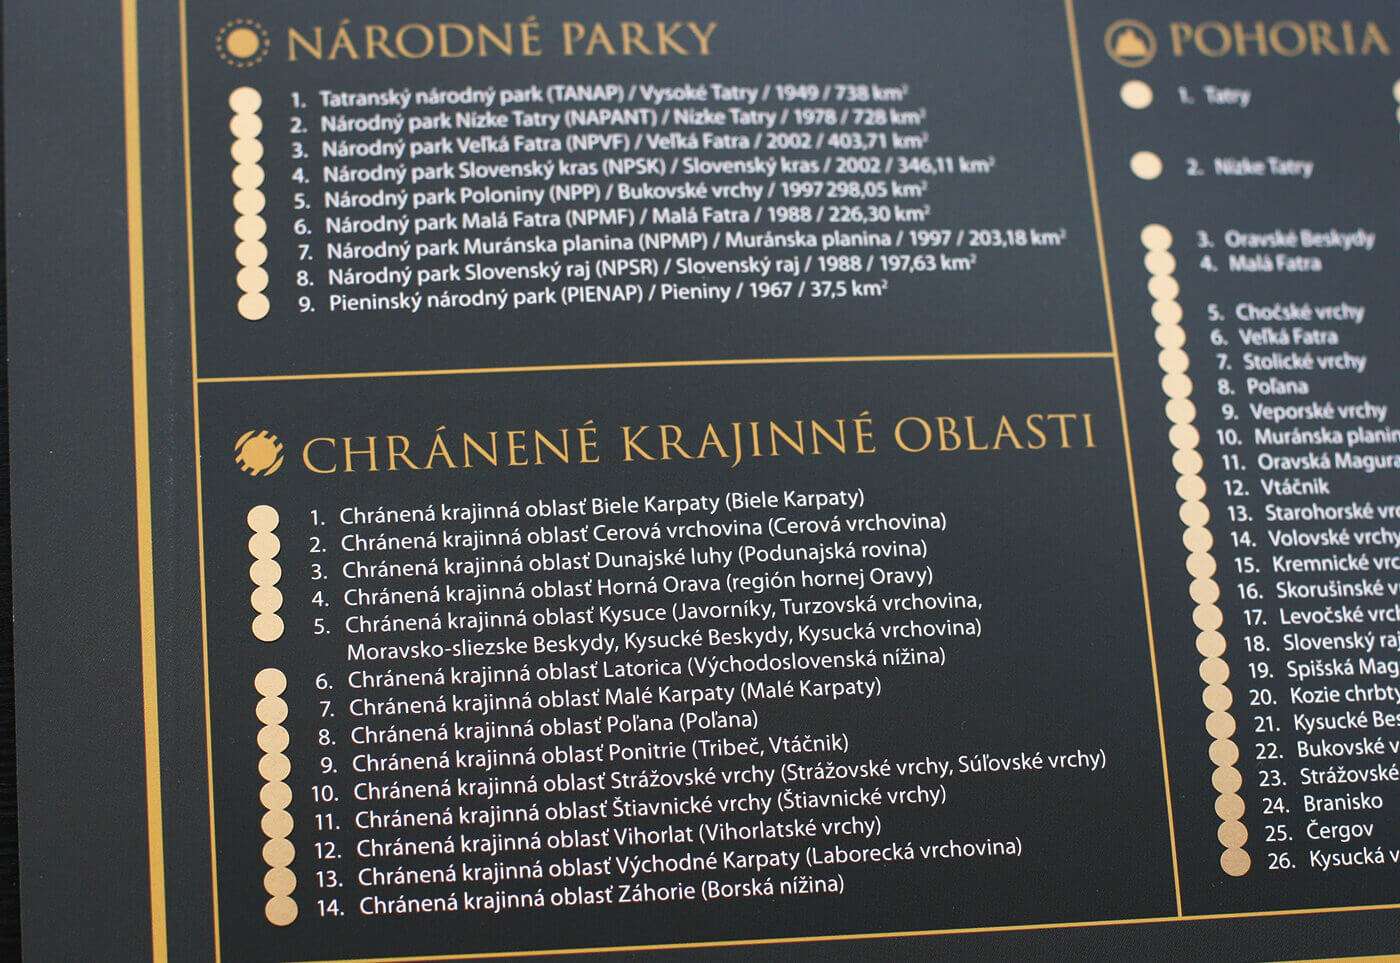 NÁRODNÉ PARKY
1. Tatranský národný park (TANAP) / Vysoké Tatry / 1949 / 738 km²
2. Národný park Nízke Tatry (NAPANT) / Nízke Tatry / 1978 / 728 km²
3. Národný park Veľká Fatra (NPVF) / Veľká Fatra / 2002 / 403,71 km²
4. Národný park Slovenský kras (NPSK) / Slovenský kras / 2002 / 346,11 km²
5. Národný park Poloniny (NPP) / Bukovské vrchy / 1997 298,05 km²
6. Národný park Malá Fatra (NPMF) / Malá Fatra / 1988 / 226,30 km²
7. Národný park Muránska planina (NPMP) / Muránska planina / 1997 / 203,18 km²
8. Národný park Slovenský raj (NPSR) / Slovenský raj / 1988 / 197,63 km²
9. Pieninský národný park (PIENAP) / Pieniny / 1967 / 37,5 km²
CHRÁNENÉ KRAJINNÉ OBLASTI
1. Chránená krajinná oblasť Biele Karpaty (Biele Karpaty)
2. Chránená krajinná oblasť Cerová vrchovina (Cerová vrchovina)
3. Chránená krajinná oblasť Dunajské luhy (Podunajská rovina)
4. Chránená krajinná oblasť Horná Orava (región hornej Oravy)
5. Chránená krajinná oblasť Kysuce (Javorníky, Turzovská vrchovina,
Moravsko-sliezske Beskydy, Kysucké Beskydy, Kysucká vrchovina)
6. Chránená krajinná oblasť Latorica (Východoslovenská nížina)
7. Chránená krajinná oblasť Malé Karpaty (Malé Karpaty)
8. Chránená krajinná oblasť Poľana (Poľana)
9. Chránená krajinná oblasť Ponitrie (Tribeč, Vtáčnik)
10. Chránená krajinná oblasť Strážovské vrchy (Strážovské vrchy, Súľovské vrchy)
11. Chránená krajinná oblasť Štiavnické vrchy (Štiavnické vrchy)
12. Chránená krajinná oblasť Vihorlat (Vihorlatské vrchy)
13. Chránená krajinná oblasť Východné Karpaty (Laborecká vrchovina)
14. Chránená krajinná oblasť Záhorie (Borská nížina)
POHORIA
1. Tatry
2. Nízke Tatry
3. Oravské Beskydy
4. Malá Fatra
5. Chočské vrchy
6. Veľká Fatra
7. Stolické vrchy
8. Poľana
9. Veporské vrchy
10. Muránska planin
11. Oravská Magura
12. Vtáčnik
13. Starohorské vr
14. Volovské vrchy
15. Kremnické vrc
16. Skorušinské v
17. Levočské vrc
18. Slovenský raj
19. Spišská Mag
20. Kozie chrbty
21. Kysucké Bes
22. Bukovské v
23. Strážovské
24. Branisko
25. Čergov
26. Kysucká v